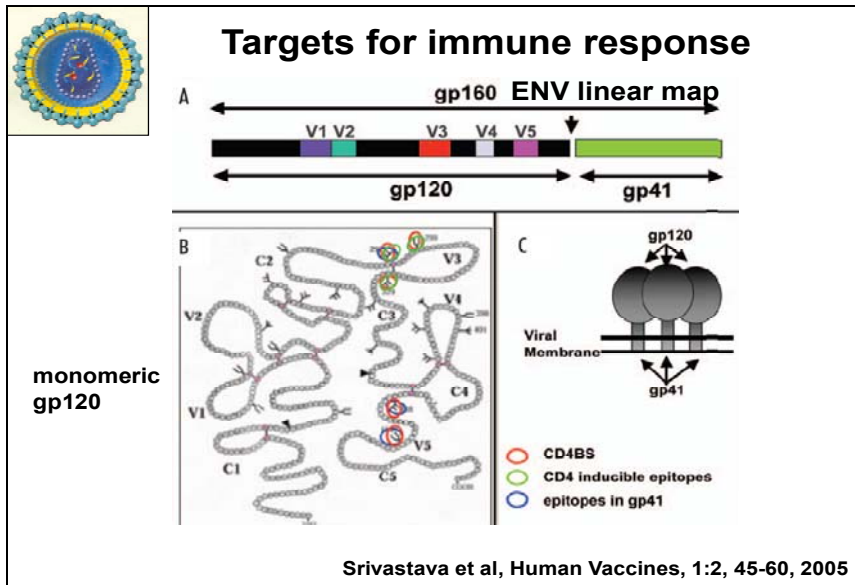 Targets for immune response
A
gp160 ENV linear map
V1 V2 V3 V4 V5
gp120 gp41
B
C2
V3
C3
V4
V2
C4
V1
V5
C1
C5
monomeric
gp120
C
gp120
Viral
Membrane
gp41
CD4BS
CD4 inducible epitopes
epitopes in gp41
Srivastava et al, Human Vaccines, 1:2, 45-60, 2005